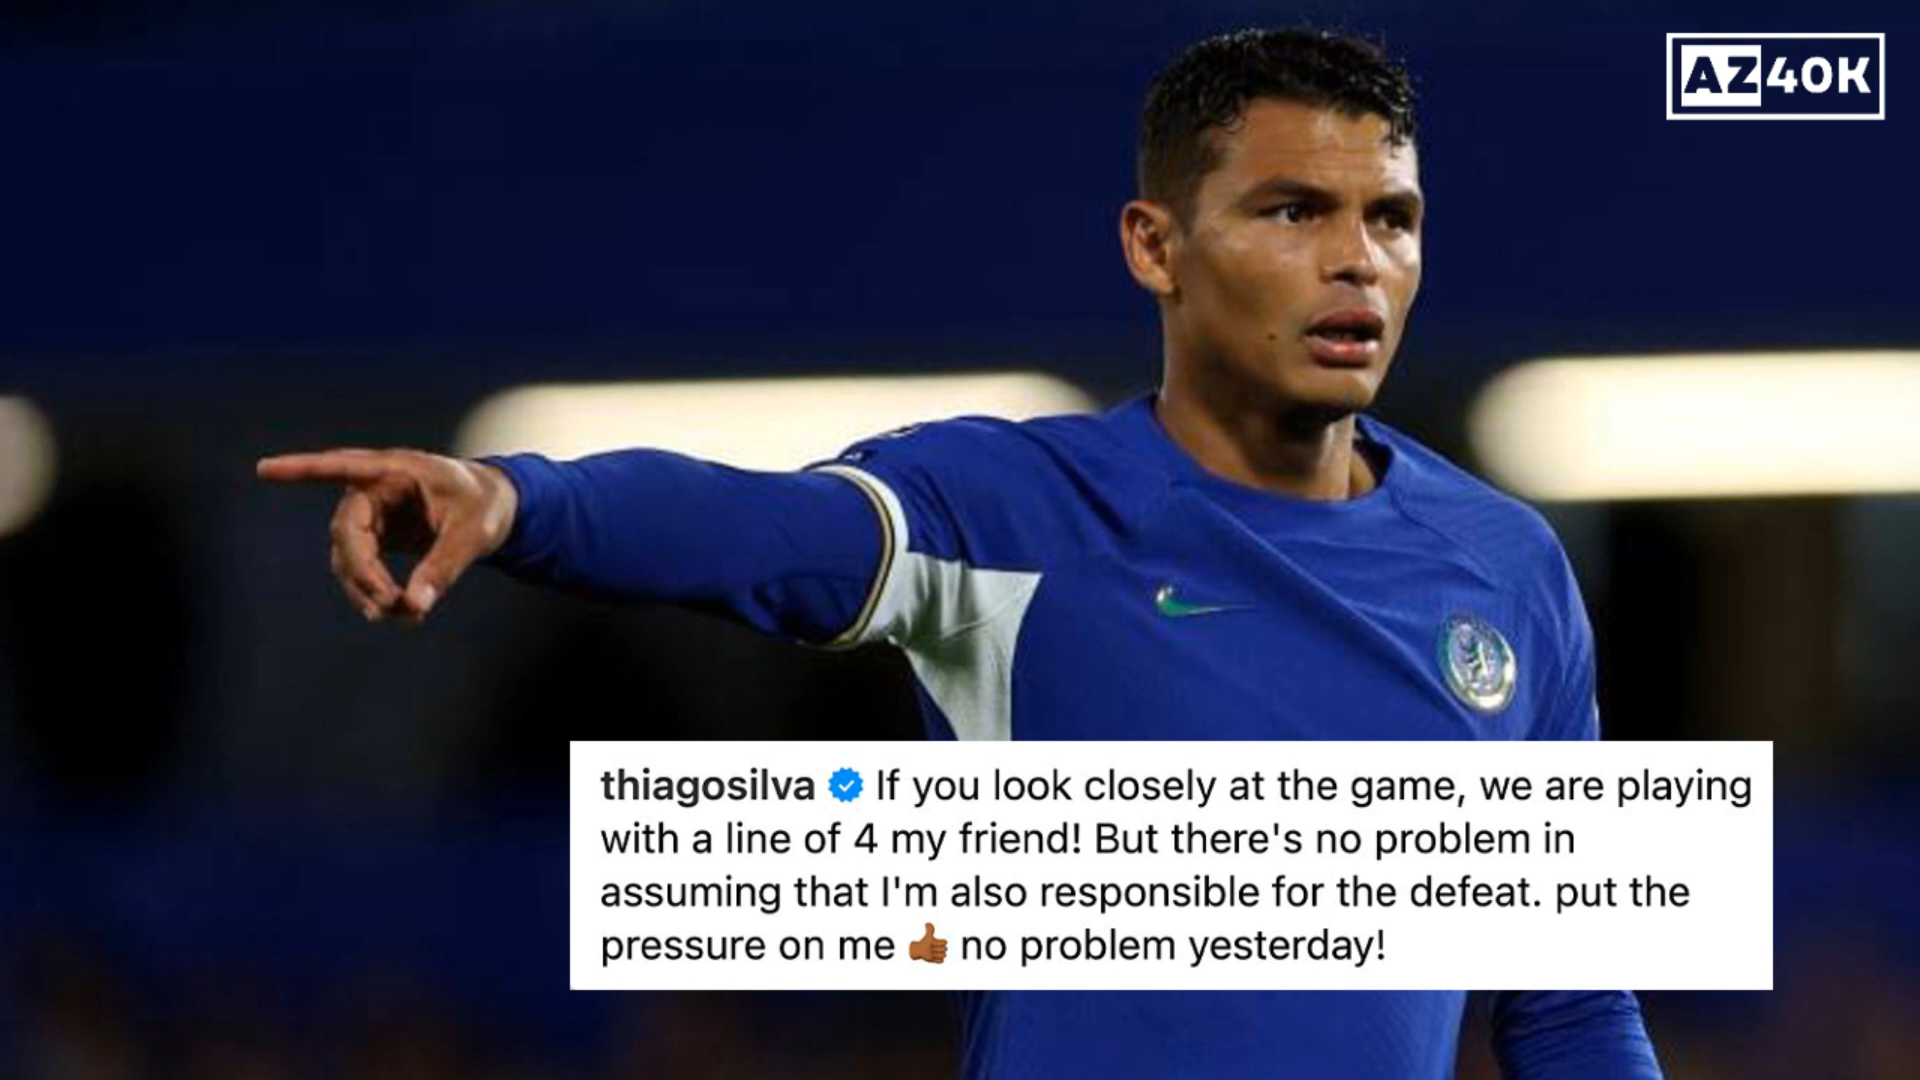 AZ40K
thiagosilva If you look closely at the game, we are playing
with a line of 4 my friend! But there's no problem in
assuming that I'm also responsible for the defeat. put the
pressure on me 👍🏾 no problem yesterday!